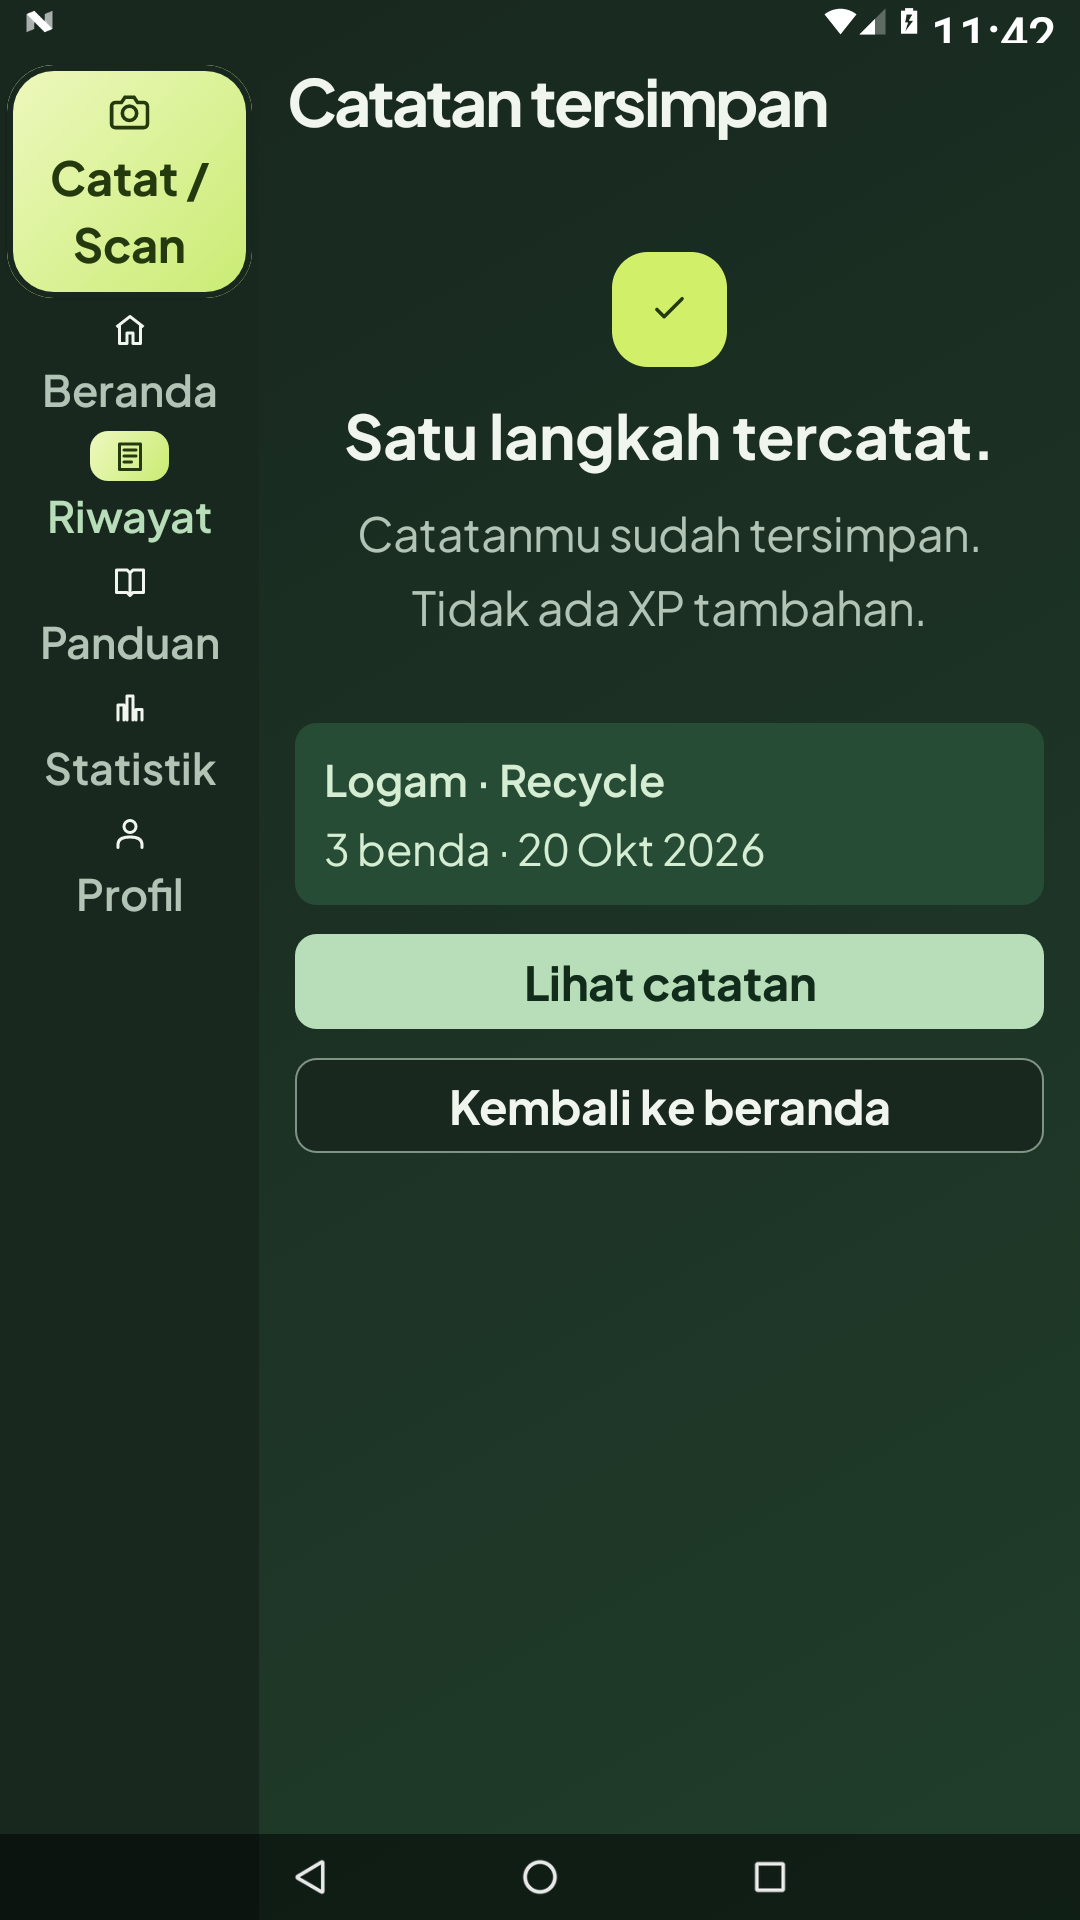 11:42
Catatan tersimpan
Catat /
Scan
Beranda
Riwayat
Panduan
Statistik
Profil
Satu langkah tercatat.
Catatanmu sudah tersimpan.
Tidak ada XP tambahan.
Logam · Recycle
3 benda · 20 Okt 2026
Lihat catatan
Kembali ke beranda